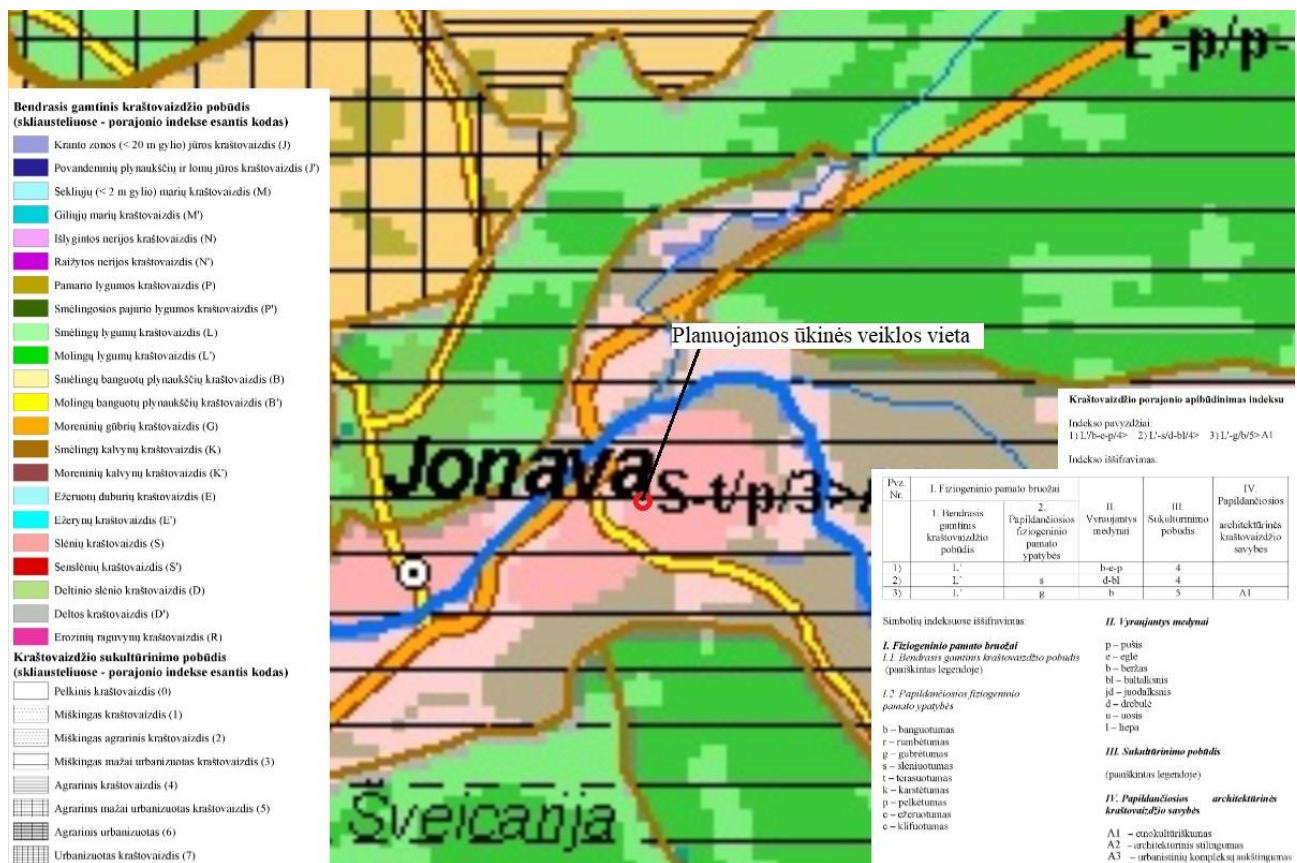 Bendrasis gamtinis kraštovaizdžio pobūdis
(skliausteliuose - porajonio indekse esantis kodas)
Kranto zonos (< 20 m gylio) jūros kraštovaizdis (J)
Povandeninių plynaukščių ir lomų jūros kraštovaizdis (J')
Sekliųjų (< 2 m gylio) marių kraštovaizdis (M)
Giliųjų marių kraštovaizdis (M')
Išlygintos nerijos kraštovaizdis (N)
Raižytos nerijos kraštovaizdis (N')
Pamario lygumos kraštovaizdis (P)
Smėlingosios pajūrio lygumos kraštovaizdis (P')
Smėlingų lygumų kraštovaizdis (L)
Molingų lygumų kraštovaizdis (L')
Smėlingų banguotų plynaukščių kraštovaizdis (B)
Molingų banguotų plynaukščių kraštovaizdis (B')
Moreninių gūbrių kraštovaizdis (G)
Smėlingų kalvynų kraštovaizdis (K)
Moreninių kalvynų kraštovaizdis (K')
Ežeruotų duburių kraštovaizdis (E)
Ežerynų kraštovaizdis (E')
Slėnių kraštovaizdis (S)
Senslėnių kraštovaizdis (S')
Deltinio slėnio kraštovaizdis (D)
Deltos kraštovaizdis (D')
Erozinių raguvynų kraštovaizdis (R)
Kraštovaizdžio sukultūrinimo pobūdis
(skliausteliuose - porajonio indekse esantis kodas)
Pelkinis kraštovaizdis (0)
Miškingas kraštovaizdis (1)
Miškingas agrarinis kraštovaizdis (2)
Miškingas mažai urbanizuotas kraštovaizdis (3)
Agrarinis kraštovaizdis (4)
Agrarinis mažai urbanizuotas kraštovaizdis (5)
Agrarinis urbanizuotas (6)
Urbanizuotas kraštovaizdis (7)
L'-p/p-
Planuojamos ūkinės veiklos vieta
Jonava
S-t/p/3>
Šveicarija
Kraštovaizdžio porajonio apibūdinimas indeksu
Indekso pavyzdžiai:
1) L'/b-e-p/4> 2) L'-s/d-bl/4> 3) L'-g/b/5>A1
Indekso iššifravimas:
Pvz. Nr. I. Fiziogeninio pamato bruožai II. Vyraujantys medynai III. Sukultūrinimo pobūdis IV. Papildančiosios architektūrinės kraštovaizdžio savybės
1. Bendrasis gamtinis kraštovaizdžio pobūdis 2. Papildančiosios fiziogeninio pamato ypatybės
1) L' b-e-p 4
2) L' s d-bl 4
3) L' g b 5 A1
Simbolių indeksuose iššifravimas:
I. Fiziogeninio pamato bruožai
I.1. Bendrasis gamtinis kraštovaizdžio pobūdis
(paaiškintas legendoje)
I.2 Papildančiosios fiziogeninio
pamato ypatybės
b – banguotumas
r – rumbėtumas
g – gubrėtumas
s – slėniuotumas
t – terasuotumas
k – karstėtumas
p – pelkėtumas
e – ežeruotumas
c – klifuotumas
II. Vyraujantys medynai
p – pušis
e – eglė
b – beržas
bl – baltalksnis
jd – juodalksnis
d – drebulė
u – uosis
l – liepa
III. Sukultūrinimo pobūdis
(paaiškintas legendoje)
IV. Papildančiosios architektūrinės
kraštovaizdžio savybės
A1 – etnokultūriškumas
A2 – architektūrinis stilingumas
A3 – urbanistinių kompleksų aukštingumas